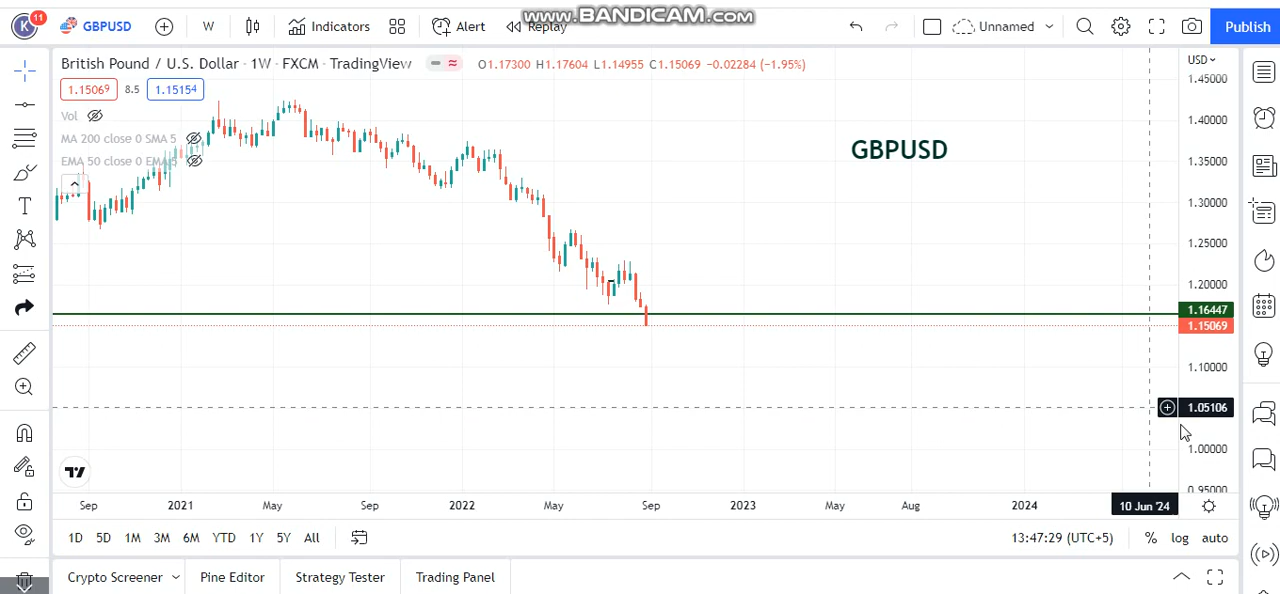 www.BANDICAM.com
K 11 GBPUSD W Indicators Alert Replay Unnamed Publish
British Pound / U.S. Dollar · 1W · FXCM · TradingView O1.17300 H1.17604 L1.14955 C1.15069 −0.02284 (−1.95%) USD
1.15069 8.5 1.15154
Vol
MA 200 close 0 SMA 5
EMA 50 close 0 EMA 5
GBPUSD
1.45000
1.40000
1.35000
1.30000
1.25000
1.20000
1.16447
1.15069
1.10000
1.05106
1.00000
0.95000
Sep 2021 May Sep 2022 May Sep 2023 May Aug 2024 10 Jun '24
1D 5D 1M 3M 6M YTD 1Y 5Y All 13:47:29 (UTC+5) % log auto
Crypto Screener Pine Editor Strategy Tester Trading Panel